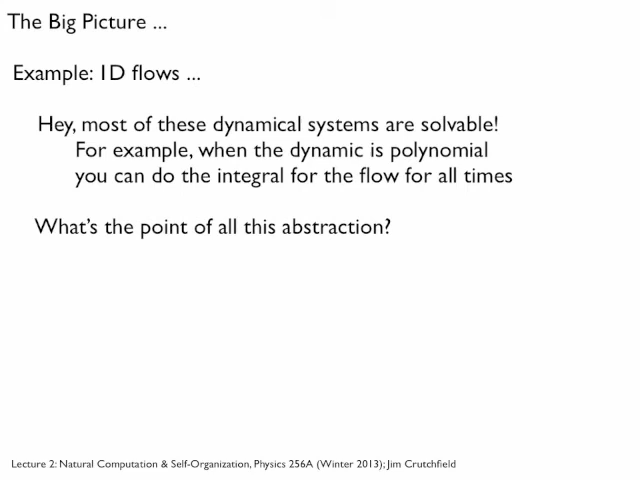 The Big Picture ...
Example: 1D flows ...
Hey, most of these dynamical systems are solvable!
For example, when the dynamic is polynomial
you can do the integral for the flow for all times
What's the point of all this abstraction?
Lecture 2: Natural Computation & Self-Organization, Physics 256A (Winter 2013); Jim Crutchfield